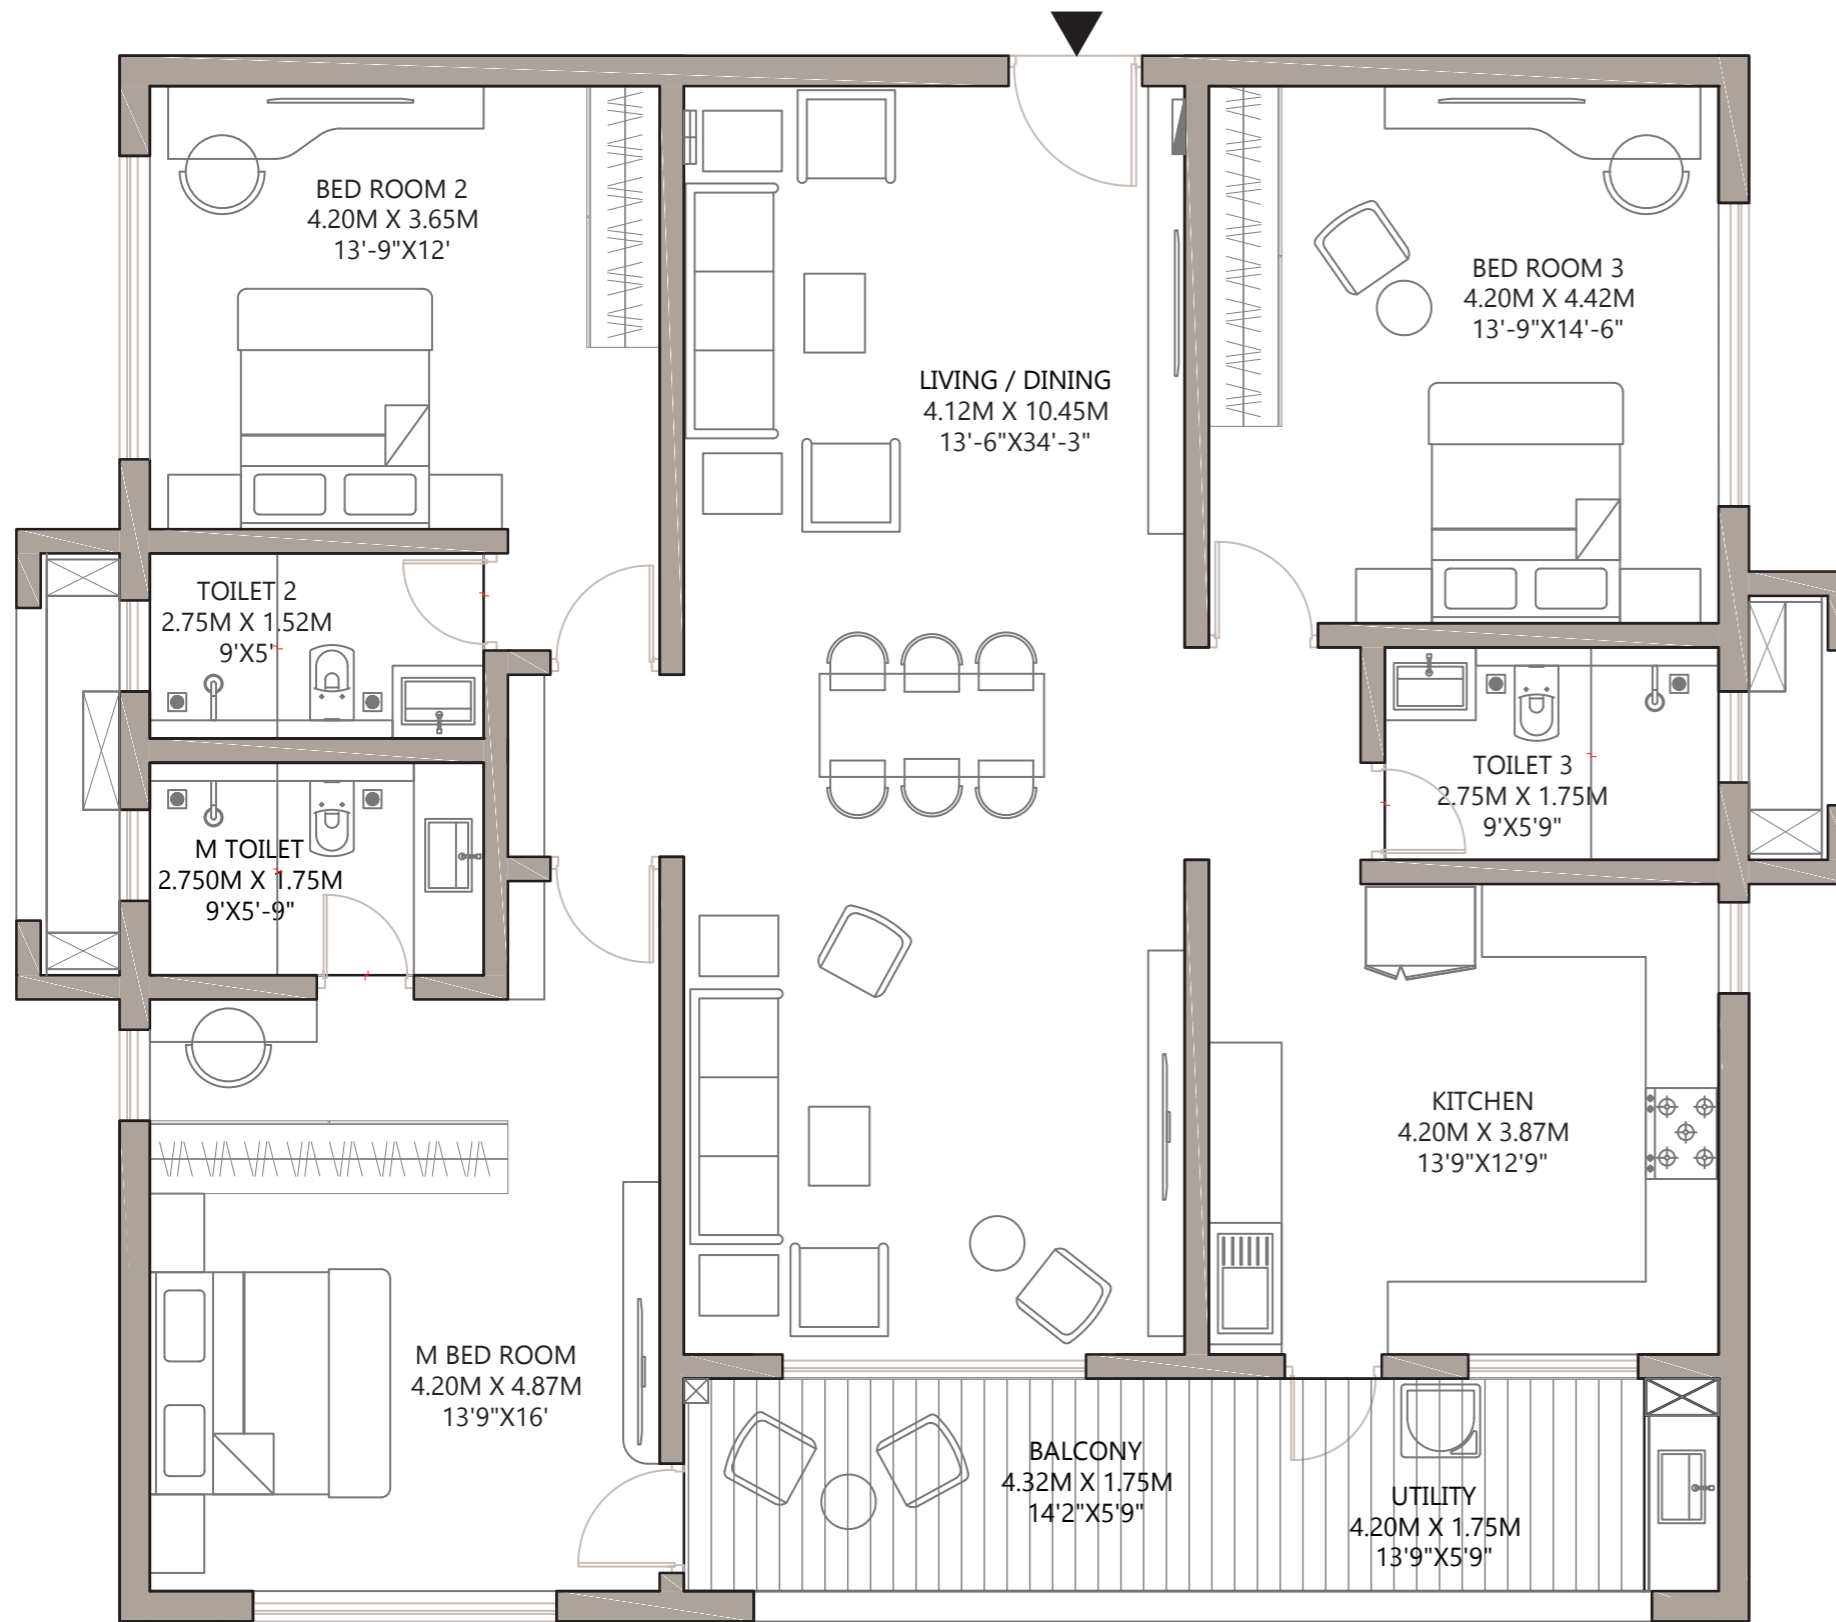 BED ROOM 2
4.20M X 3.65M
13'-9"X12'
BED ROOM 3
4.20M X 4.42M
13'-9"X14'-6"
LIVING / DINING
4.12M X 10.45M
13'-6"X34'-3"
TOILET 2
2.75M X 1.52M
9'X5'
TOILET 3
2.75M X 1.75M
9'X5'9"
M TOILET
2.750M X 1.75M
9'X5'-9"
KITCHEN
4.20M X 3.87M
13'9"X12'9"
M BED ROOM
4.20M X 4.87M
13'9"X16'
BALCONY
4.32M X 1.75M
14'2"X5'9"
UTILITY
4.20M X 1.75M
13'9"X5'9"